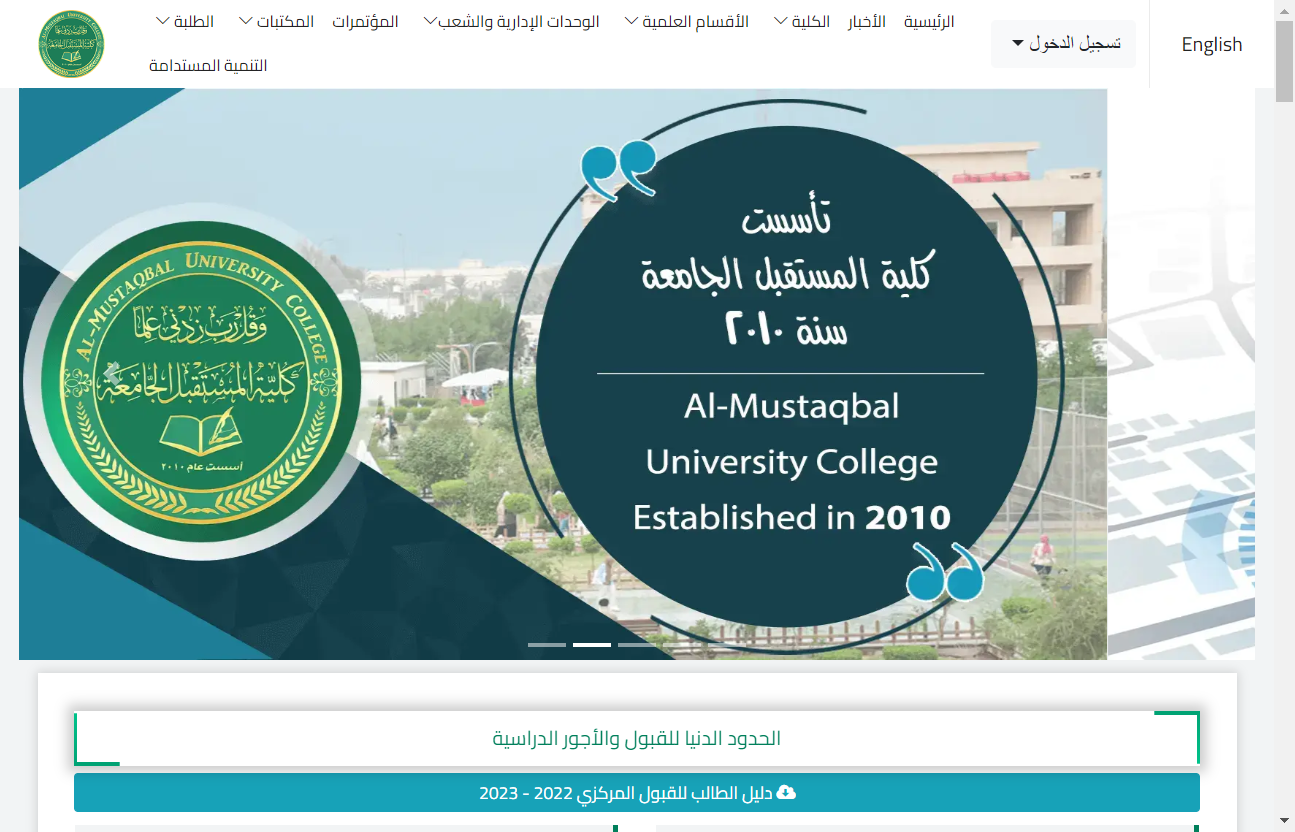 English
تسجيل الدخول
الرئيسية
الأخبار
الكلية
الأقسام العلمية
الوحدات الإدارية والشعب
المؤتمرات
المكتبات
الطلبة
التنمية المستدامة
تأسست
كلية المستقبل الجامعة
سنة ٢٠١٠
Al-Mustaqbal
University College
Established in 2010
AL-MUSTAQBAL UNIVERSITY COLLEGE
وقل رب زدني علما
كلية المستقبل الجامعة
اسست عام ٢٠١٠
الحدود الدنيا للقبول والأجور الدراسية
دليل الطالب للقبول المركزي 2022 - 2023